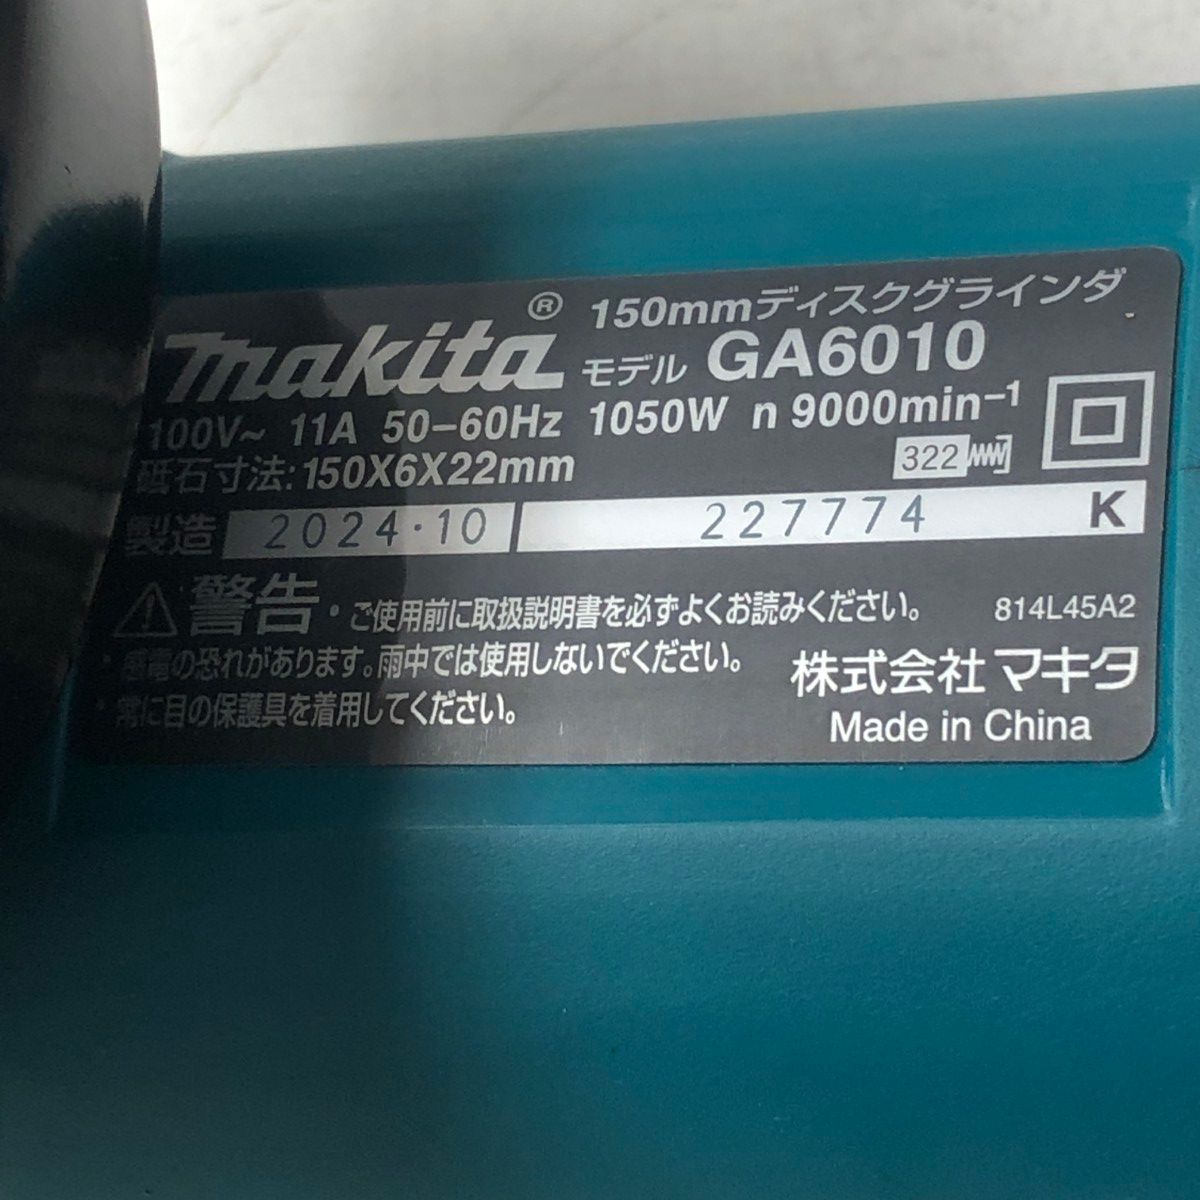 makita® 150mmディスクグラインダ
モデル GA6010
100V~ 11A 50-60Hz 1050W n 9000min-1
砥石寸法:150X6X22mm 322
製造 2024・10 227774 K
警告・ご使用前に取扱説明書を必ずよくお読みください。 814L45A2
・感電の恐れがあります。雨中では使用しないでください。
・常に目の保護具を着用してください。
株式会社マキタ
Made in China